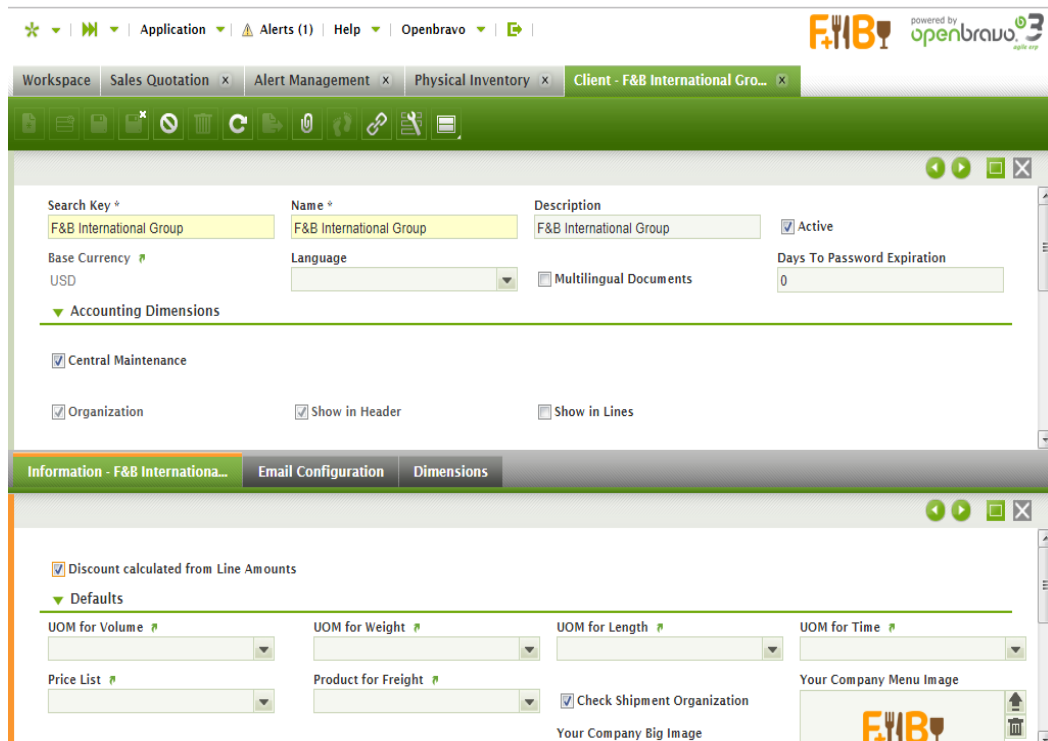 Application Alerts (1) Help Openbravo
F&B powered by openbravo 3 agile erp
Workspace Sales Quotation x Alert Management x Physical Inventory x Client - F&B International Gro... x
Search Key * Name * Description
F&B International Group F&B International Group F&B International Group Active
Base Currency Language Days To Password Expiration
USD Multilingual Documents 0
Accounting Dimensions
Central Maintenance
Organization Show in Header Show in Lines
Information - F&B Internationa... Email Configuration Dimensions
Discount calculated from Line Amounts
Defaults
UOM for Volume UOM for Weight UOM for Length UOM for Time
Price List Product for Freight Your Company Menu Image
Check Shipment Organization
Your Company Big Image F&B